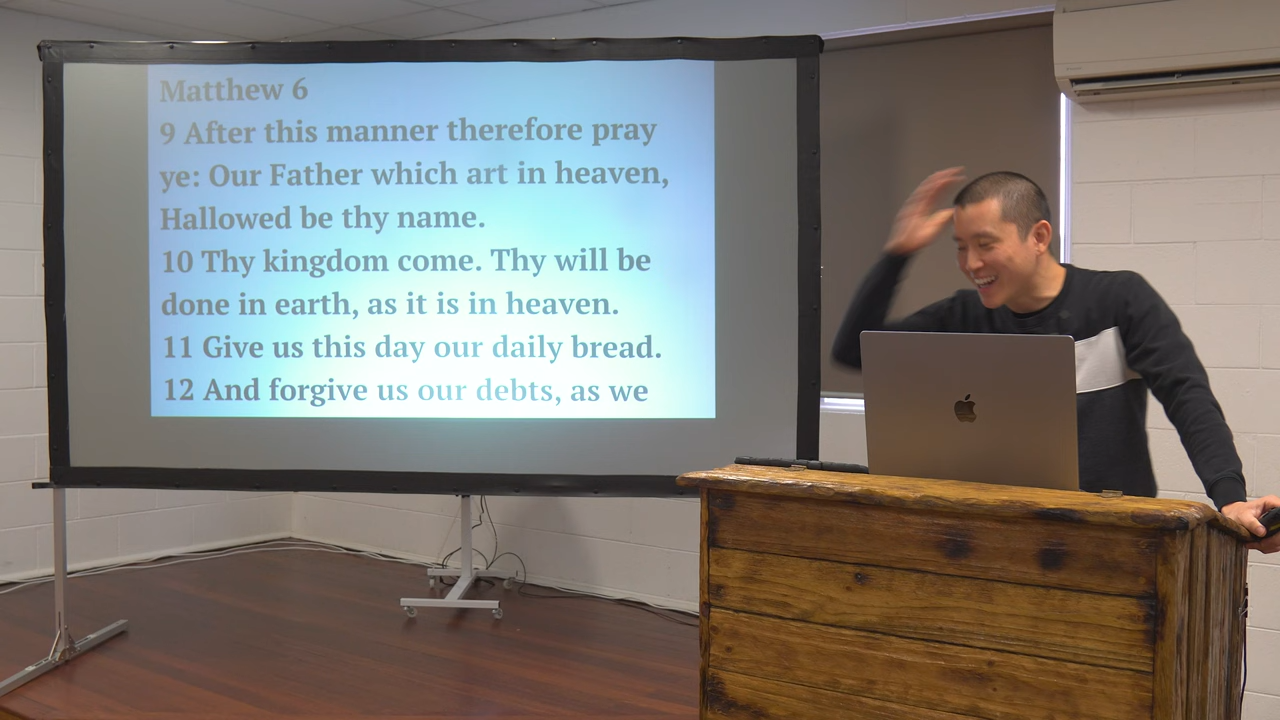 Matthew 6
9 After this manner therefore pray
ye: Our Father which art in heaven,
Hallowed be thy name.
10 Thy kingdom come. Thy will be
done in earth, as it is in heaven.
11 Give us this day our daily bread.
12 And forgive us our debts, as we